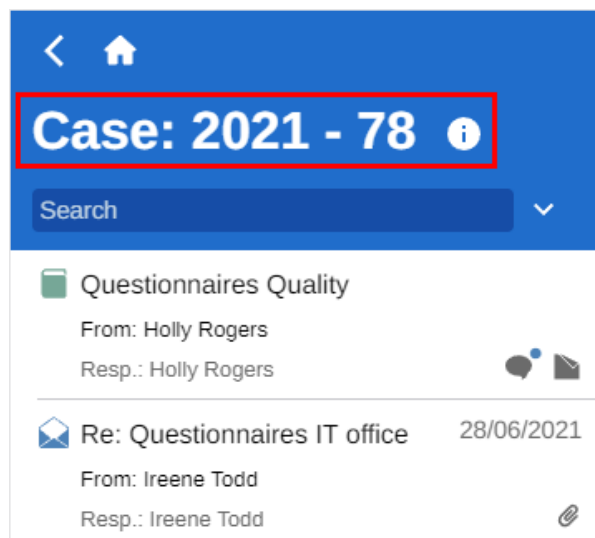 Case: 2021 - 78
Search
Questionnaires Quality
From: Holly Rogers
Resp.: Holly Rogers
Re: Questionnaires IT office 28/06/2021
From: Ireene Todd
Resp.: Ireene Todd